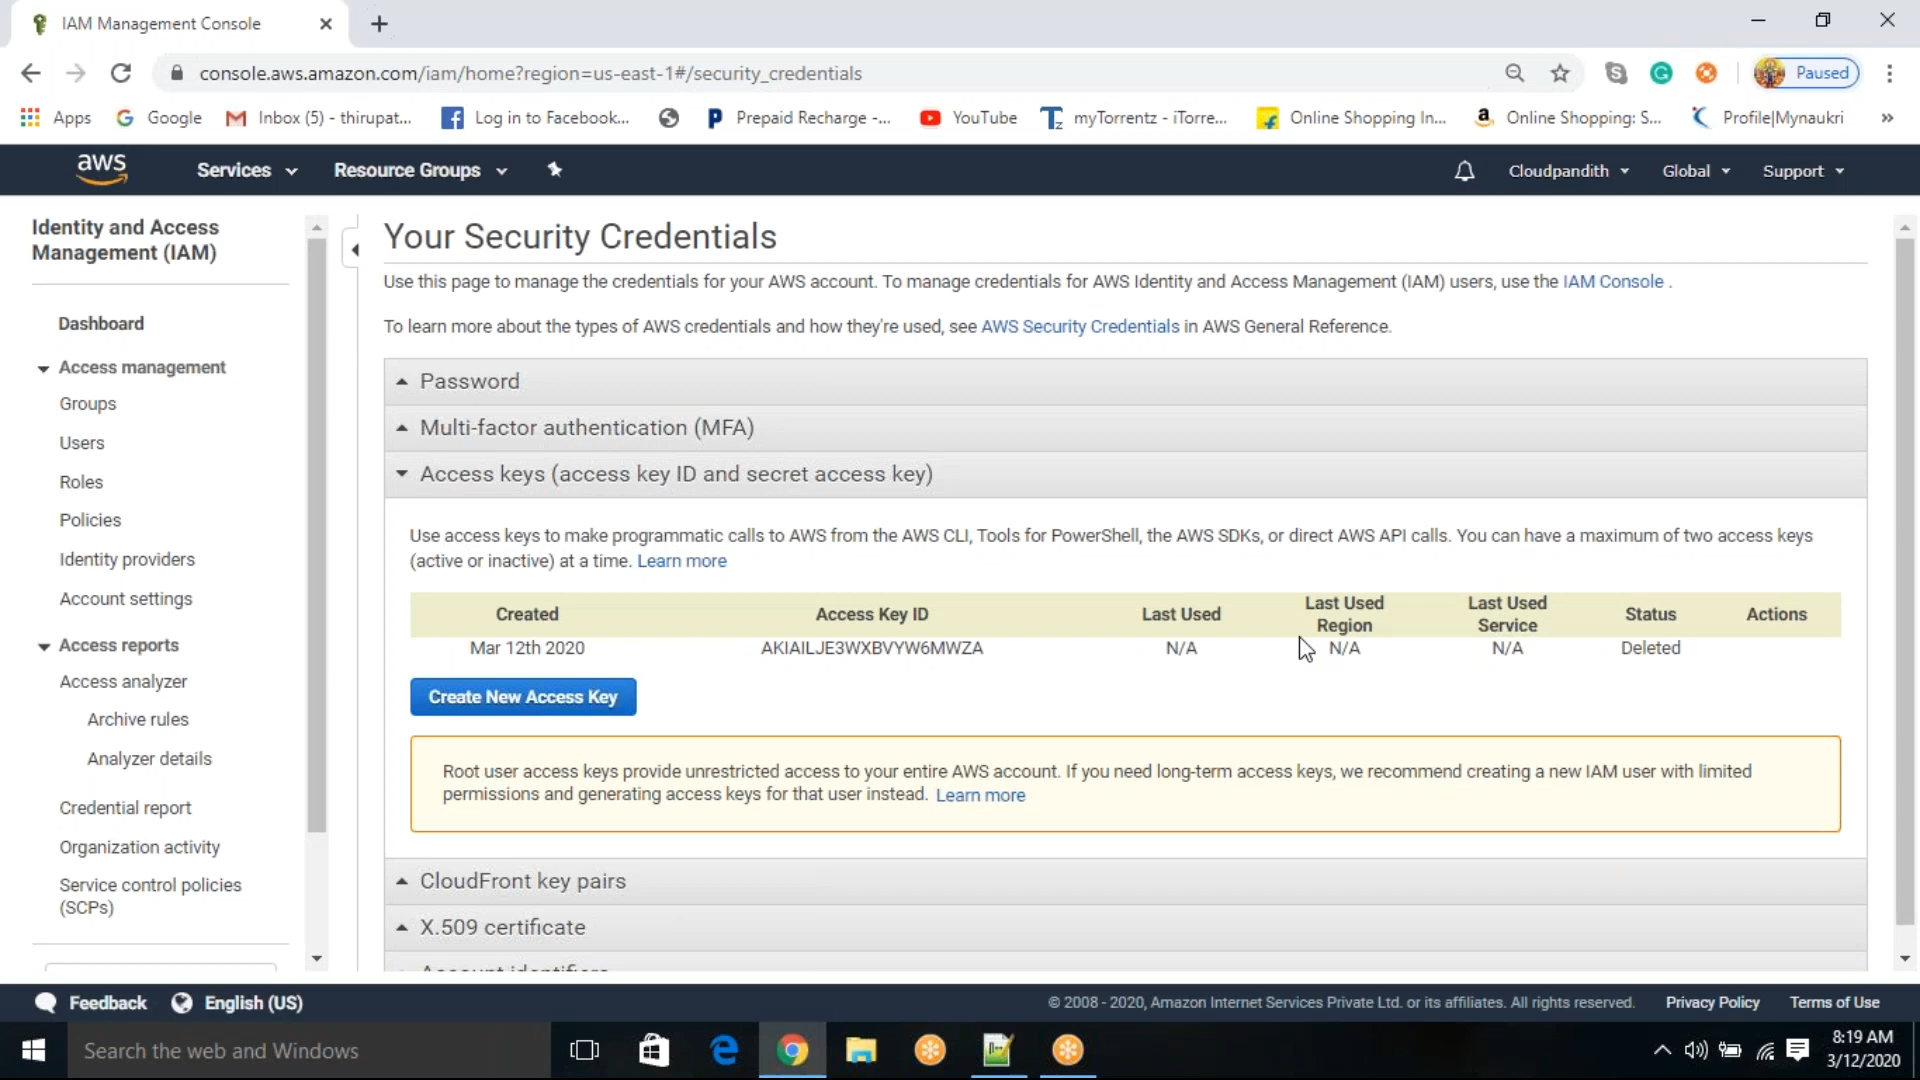 IAM Management Console
console.aws.amazon.com/iam/home?region=us-east-1#/security_credentials
Paused
Apps
Google
Inbox (5) - thirupat...
Log in to Facebook...
Prepaid Recharge -...
YouTube
myTorrentz - iTorre...
Online Shopping In...
Online Shopping: S...
Profile|Mynaukri
aws
Services
Resource Groups
Cloudpandith
Global
Support
Identity and Access
Management (IAM)
Dashboard
Access management
Groups
Users
Roles
Policies
Identity providers
Account settings
Access reports
Access analyzer
Archive rules
Analyzer details
Credential report
Organization activity
Service control policies
(SCPs)
Your Security Credentials
Use this page to manage the credentials for your AWS account. To manage credentials for AWS Identity and Access Management (IAM) users, use the IAM Console .
To learn more about the types of AWS credentials and how they're used, see AWS Security Credentials in AWS General Reference.
Password
Multi-factor authentication (MFA)
Access keys (access key ID and secret access key)
Use access keys to make programmatic calls to AWS from the AWS CLI, Tools for PowerShell, the AWS SDKs, or direct AWS API calls. You can have a maximum of two access keys
(active or inactive) at a time. Learn more
Created Access Key ID Last Used Last Used Region Last Used Service Status Actions
Mar 12th 2020 AKIAILJE3WXBVYW6MWZA N/A N/A N/A Deleted
Create New Access Key
Root user access keys provide unrestricted access to your entire AWS account. If you need long-term access keys, we recommend creating a new IAM user with limited
permissions and generating access keys for that user instead. Learn more
CloudFront key pairs
X.509 certificate
Account identifiers
Feedback
English (US)
© 2008 - 2020, Amazon Internet Services Private Ltd. or its affiliates. All rights reserved.
Privacy Policy
Terms of Use
Search the web and Windows
8:19 AM
3/12/2020